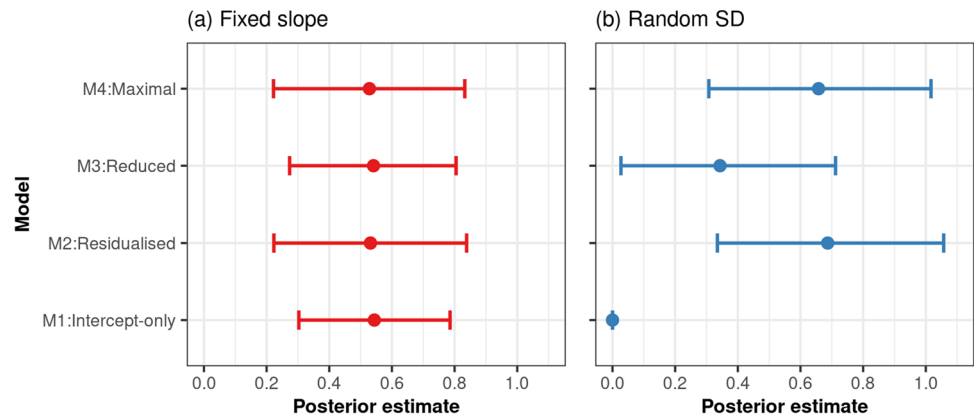 (a) Fixed slope
(b) Random SD
Model
M4:Maximal
M3:Reduced
M2:Residualised
M1:Intercept-only
0.0 0.2 0.4 0.6 0.8 1.0
0.0 0.2 0.4 0.6 0.8 1.0
Posterior estimate
Posterior estimate